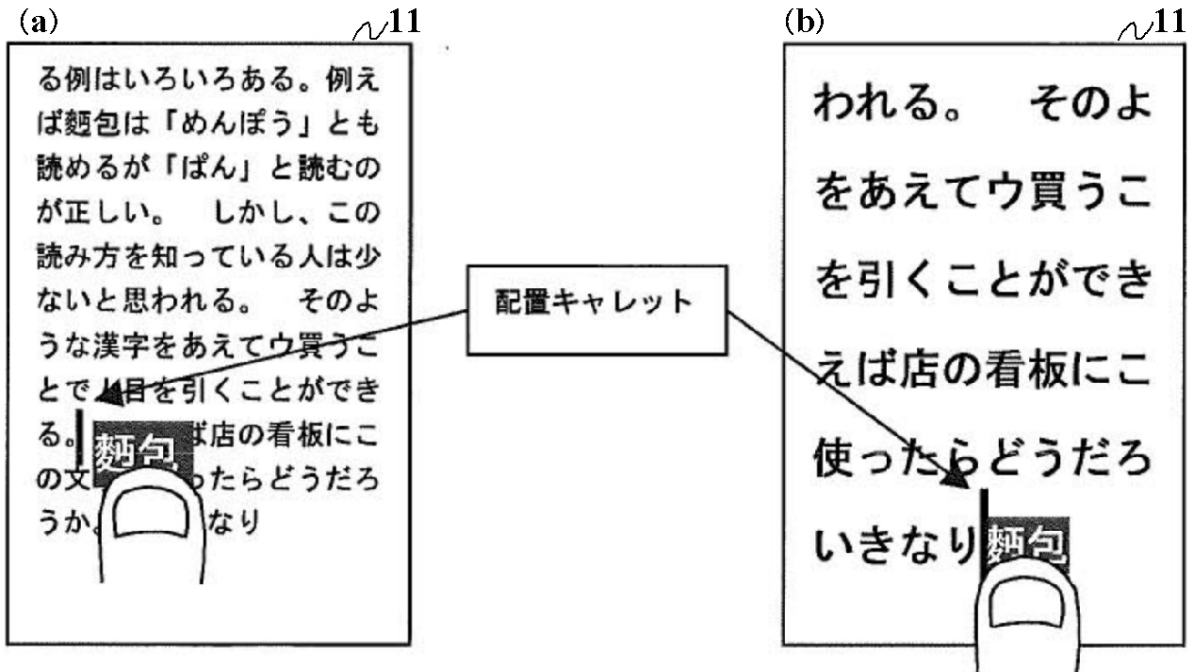 (a)
11
る例はいろいろある。例え
ば麵包は「めんぽう」とも
読めるが「ぱん」と読むの
が正しい。 しかし、この
読み方を知っている人は少
ないと思われる。 そのよ
うな漢字をあえてウ買うこ
とで人目を引くことができ
る。 ば店の看板にこ
の文 ったらどうだろ
うか。 なり
麵包
配置キャレット
(b)
11
われる。 そのよ
をあえてウ買うこ
を引くことができ
えば店の看板にこ
使ったらどうだろ
いきなり麵包